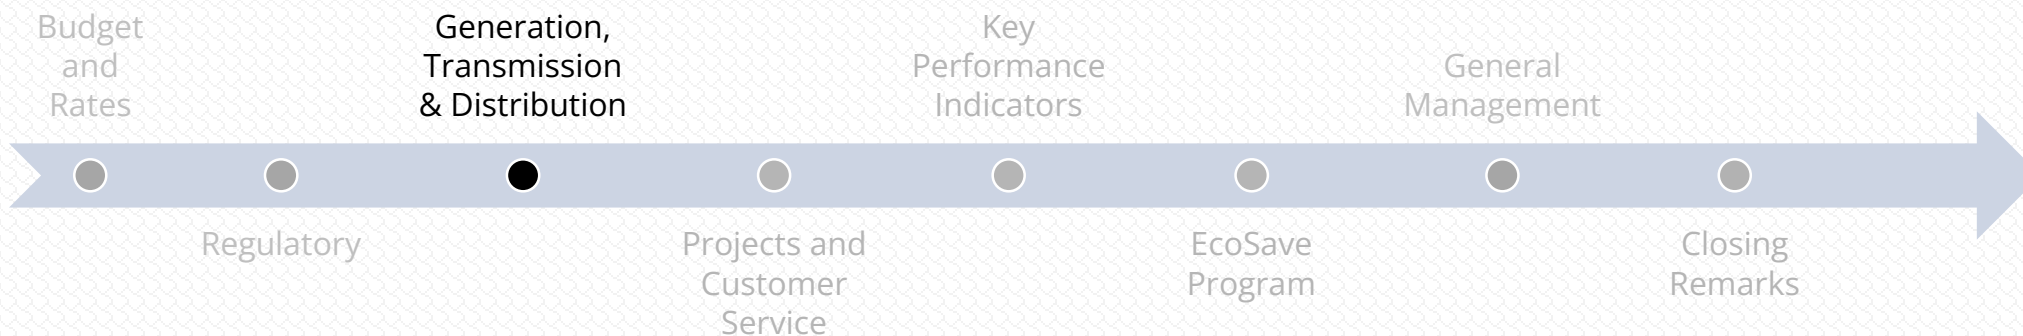 Budget
and
Rates
Regulatory
Generation,
Transmission
& Distribution
Projects and
Customer
Service
Key
Performance
Indicators
EcoSave
Program
General
Management
Closing
Remarks